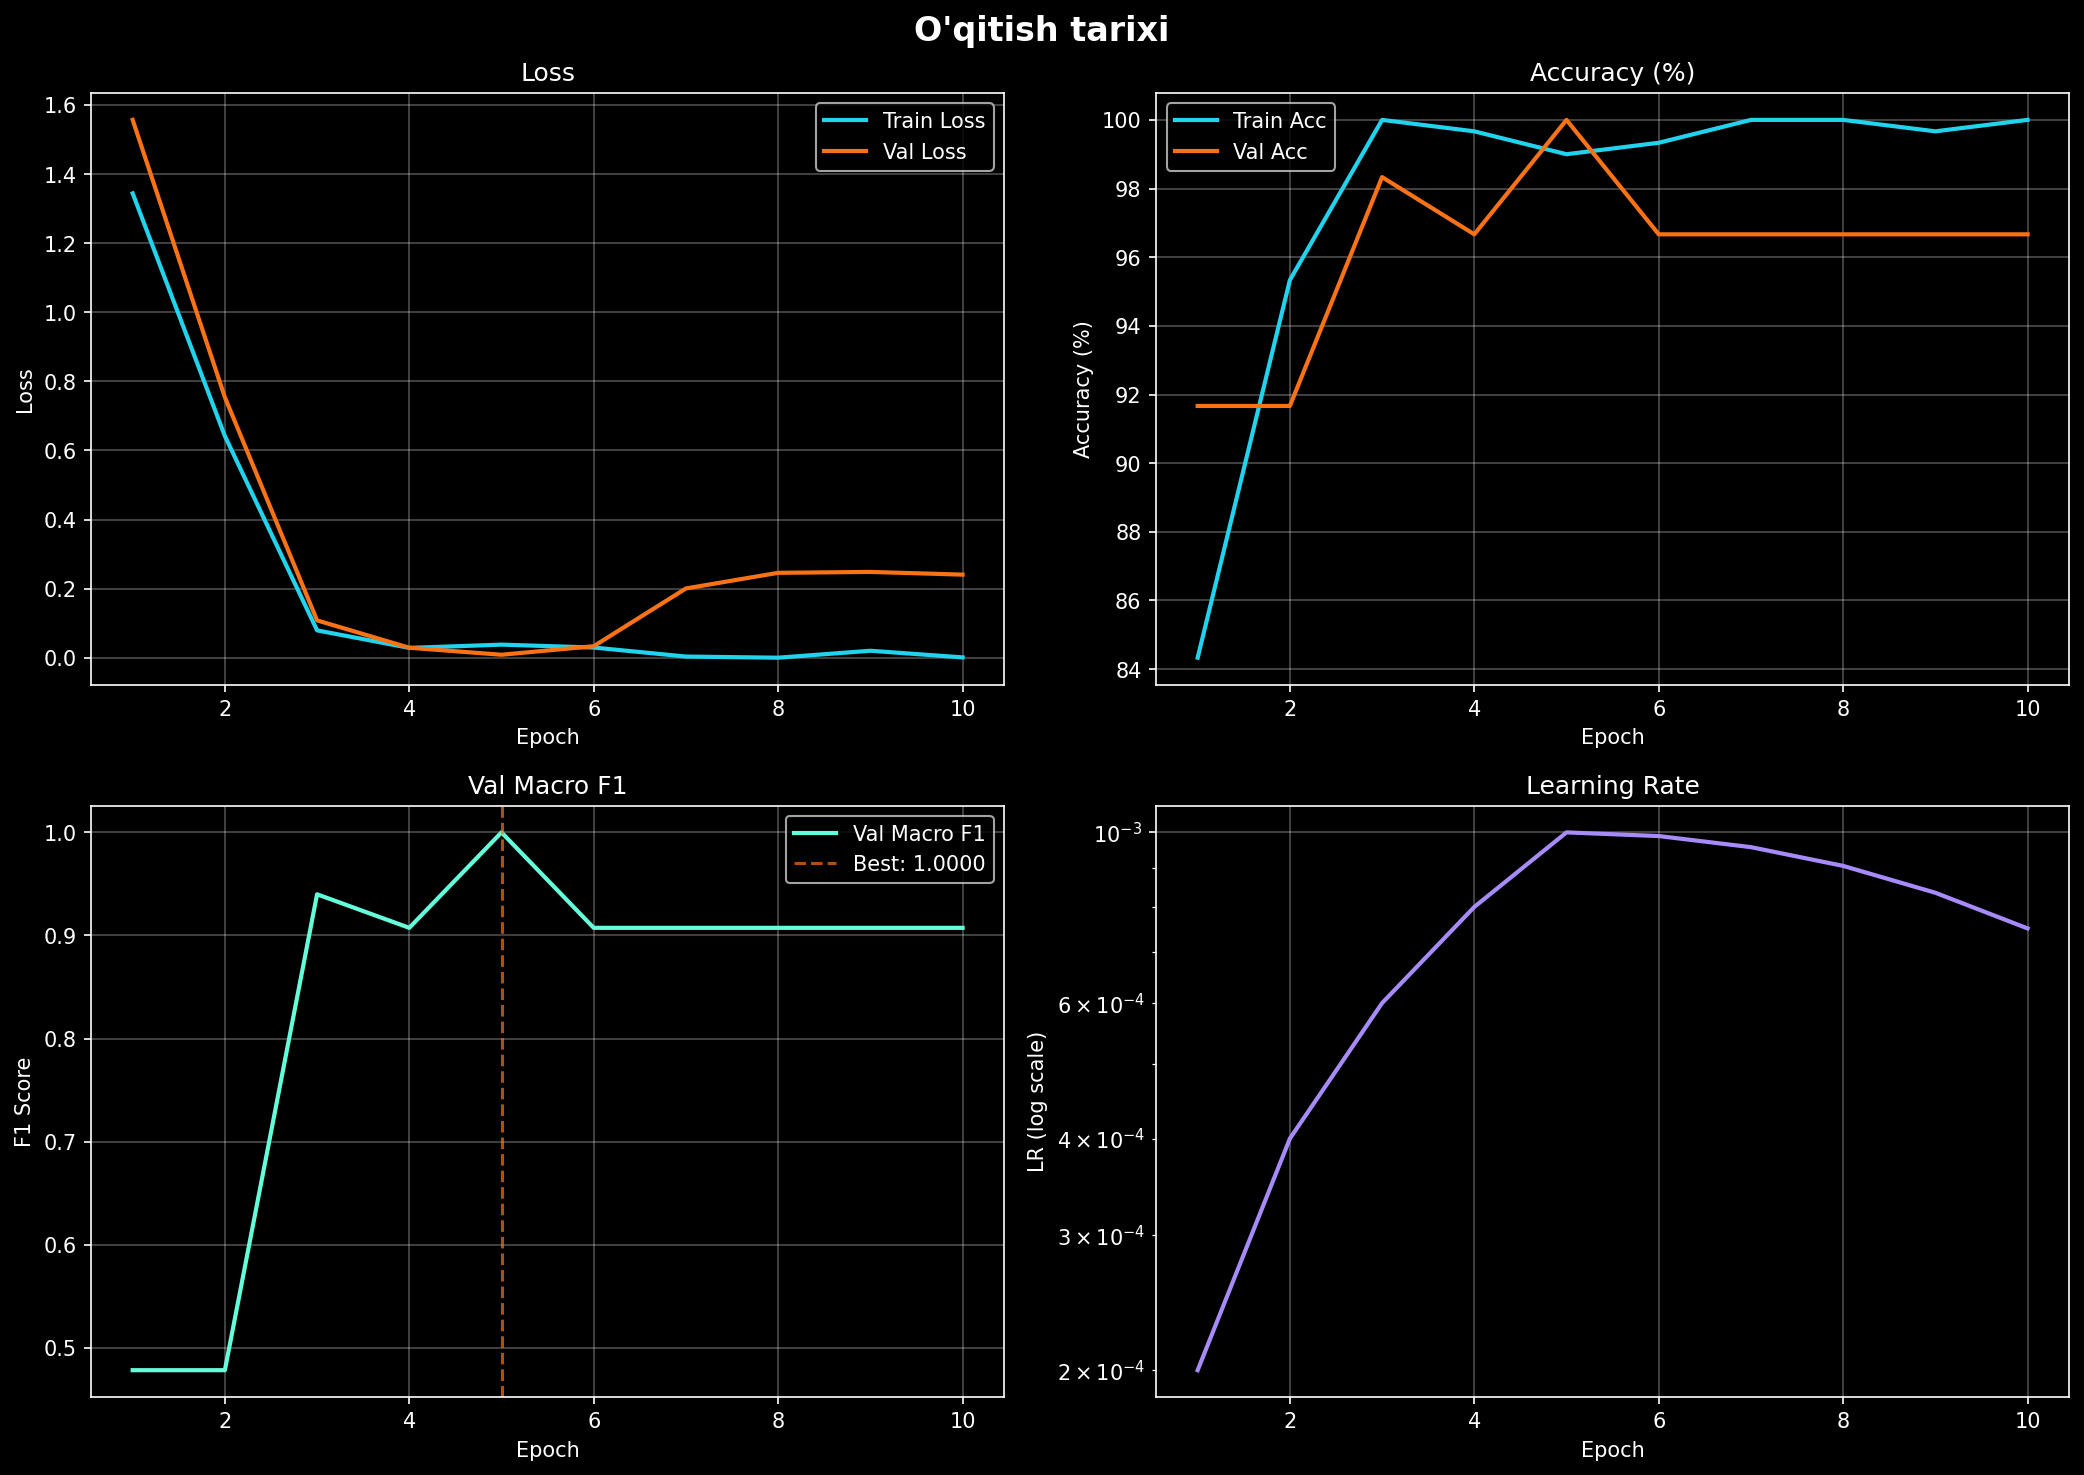 O'qitish tarixi
Loss
1.6
1.4
1.2
1.0
0.8
0.6
0.4
0.2
0.0
Loss
Train Loss
Val Loss
2 4 6 8 10
Epoch
Accuracy (%)
100
98
96
94
92
90
88
86
84
Accuracy (%)
Train Acc
Val Acc
2 4 6 8 10
Epoch
Val Macro F1
1.0
0.9
0.8
0.7
0.6
0.5
F1 Score
Val Macro F1
Best: 1.0000
2 4 6 8 10
Epoch
Learning Rate
10⁻³
6×10⁻⁴
4×10⁻⁴
3×10⁻⁴
2×10⁻⁴
LR (log scale)
2 4 6 8 10
Epoch